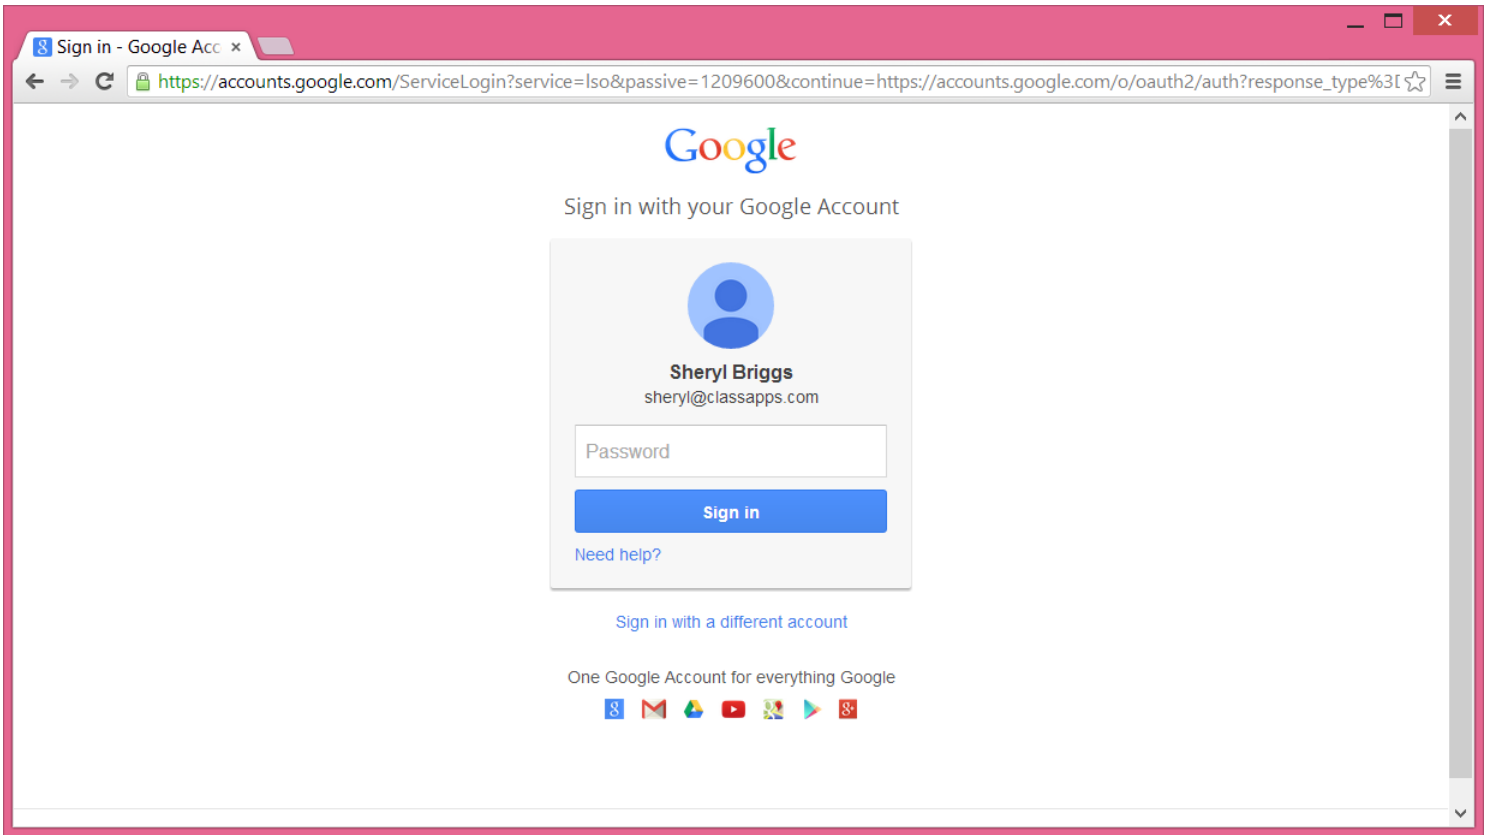 Sign in - Google Acc
https://accounts.google.com/ServiceLogin?service=lso&passive=1209600&continue=https://accounts.google.com/o/oauth2/auth?response_type%3D
Google
Sign in with your Google Account
Sheryl Briggs
sheryl@classapps.com
Password
Sign in
Need help?
Sign in with a different account
One Google Account for everything Google